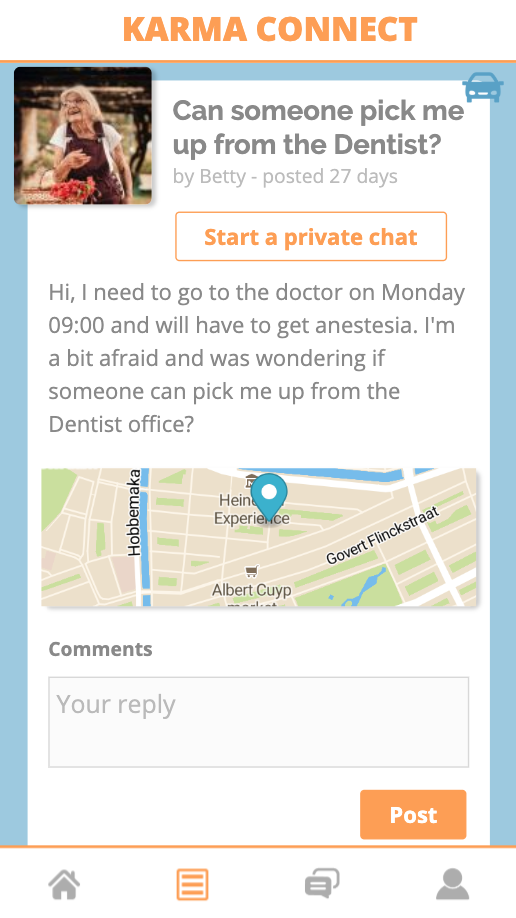 KARMA CONNECT
Can someone pick me
up from the Dentist?
by Betty - posted 27 days
Start a private chat
Hi, I need to go to the doctor on Monday
09:00 and will have to get anestesia. I'm
a bit afraid and was wondering if
someone can pick me up from the
Dentist office?
Hobbemaka
Experience
Govert Flinckstraat
Albert Cuyp
market
Comments
Your reply
Post